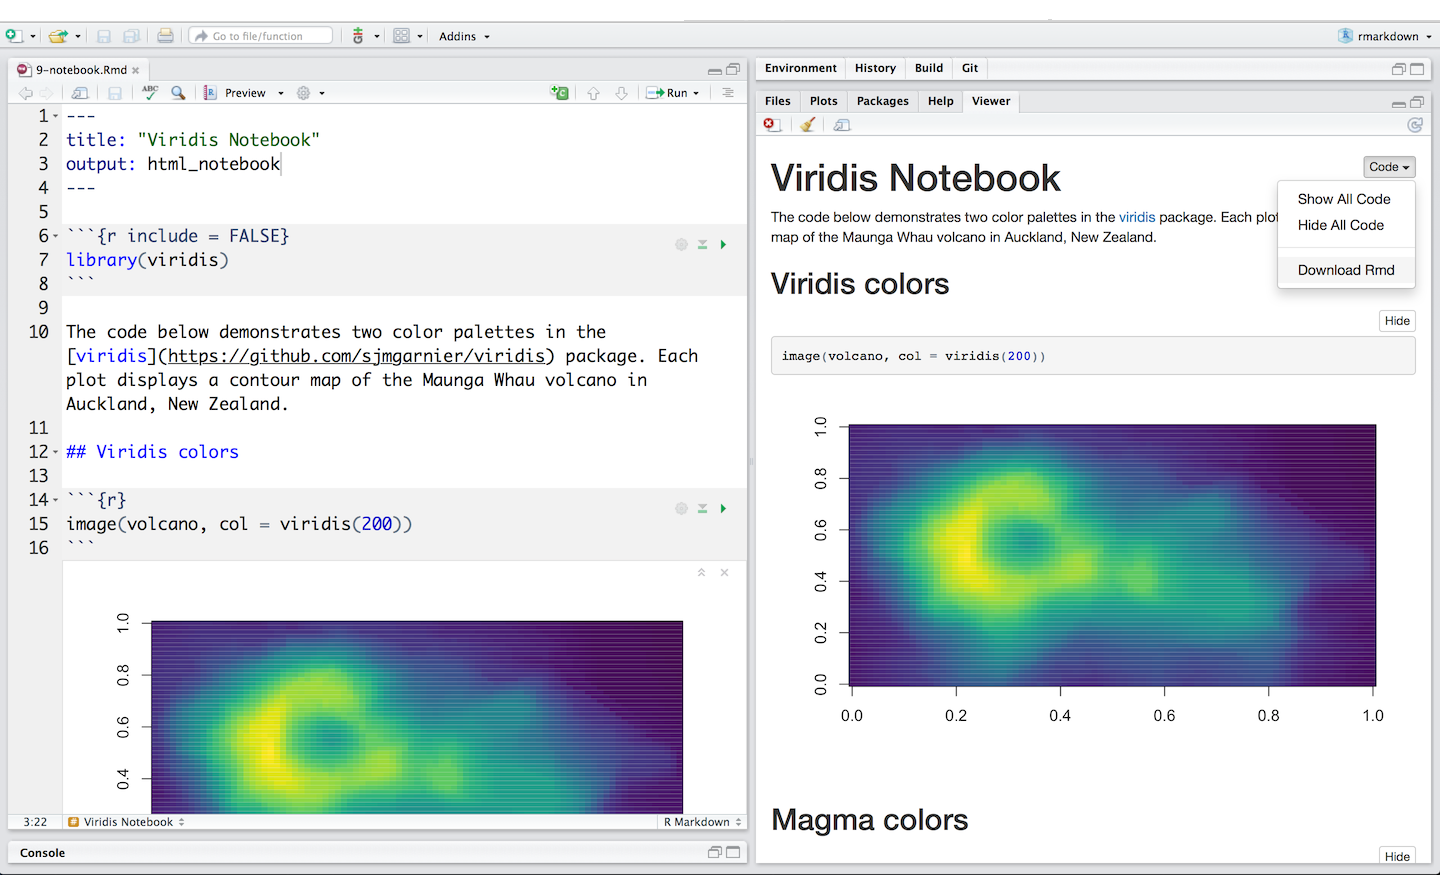 Go to file/function
Addins
rmarkdown
9-notebook.Rmd
ABC
Preview
Run
1 ---
2 title: "Viridis Notebook"
3 output: html_notebook
4 ---
5
6 ```{r include = FALSE}
7 library(viridis)
8 ```
9
10 The code below demonstrates two color palettes in the
[viridis](https://github.com/sjmgarnier/viridis) package. Each
plot displays a contour map of the Maunga Whau volcano in
Auckland, New Zealand.
11
12 ## Viridis colors
13
14 ```{r}
15 image(volcano, col = viridis(200))
16 ```
1.0
0.8
0.6
0.4
3:22
# Viridis Notebook
R Markdown
Console
Environment History Build Git
Files Plots Packages Help Viewer
Viridis Notebook
Code
Show All Code
Hide All Code
Download Rmd
The code below demonstrates two color palettes in the viridis package. Each plot
map of the Maunga Whau volcano in Auckland, New Zealand.
Viridis colors
Hide
image(volcano, col = viridis(200))
1.0
0.8
0.6
0.4
0.2
0.0
0.0 0.2 0.4 0.6 0.8 1.0
Magma colors
Hide